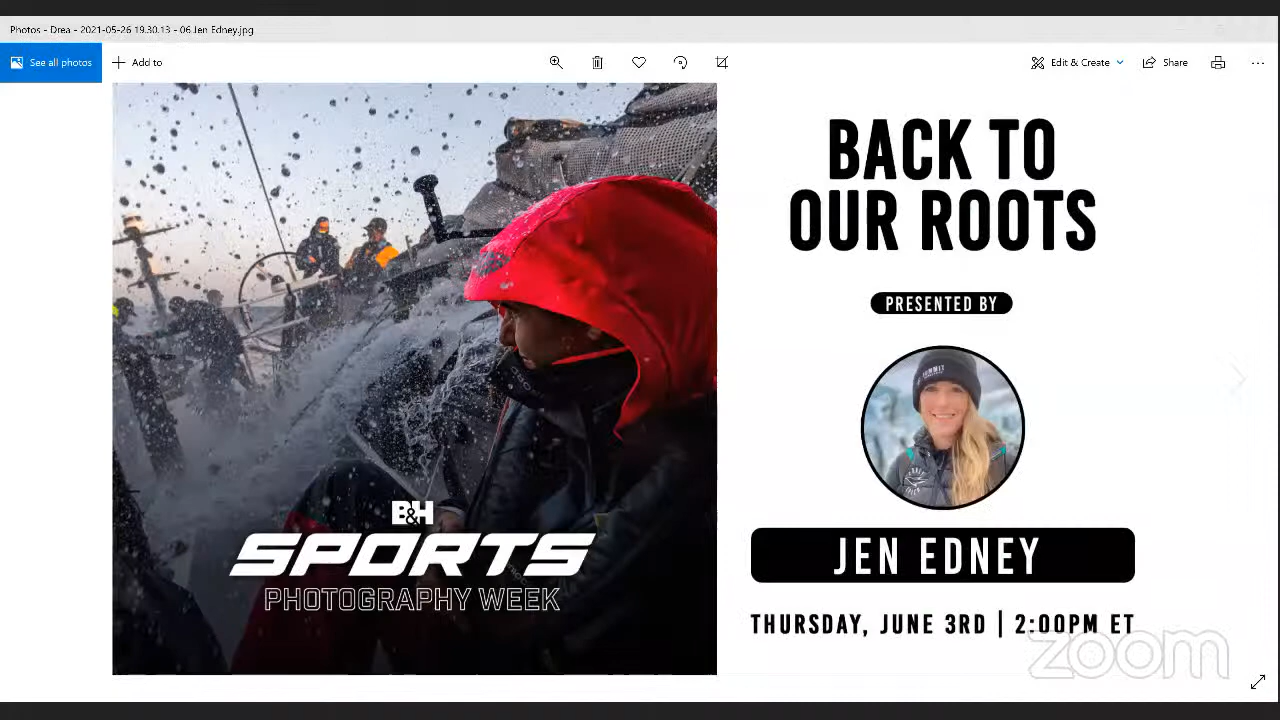 Photos - Drea - 2021-05-26 19.30.13 - 06 Jen Edney.jpg
See all photos
Add to
Edit & Create
Share
BACK TO
OUR ROOTS
PRESENTED BY
SUMMIT
B&H
SPORTS
PHOTOGRAPHY WEEK
JEN EDNEY
THURSDAY, JUNE 3RD | 2:00PM ET
zoom